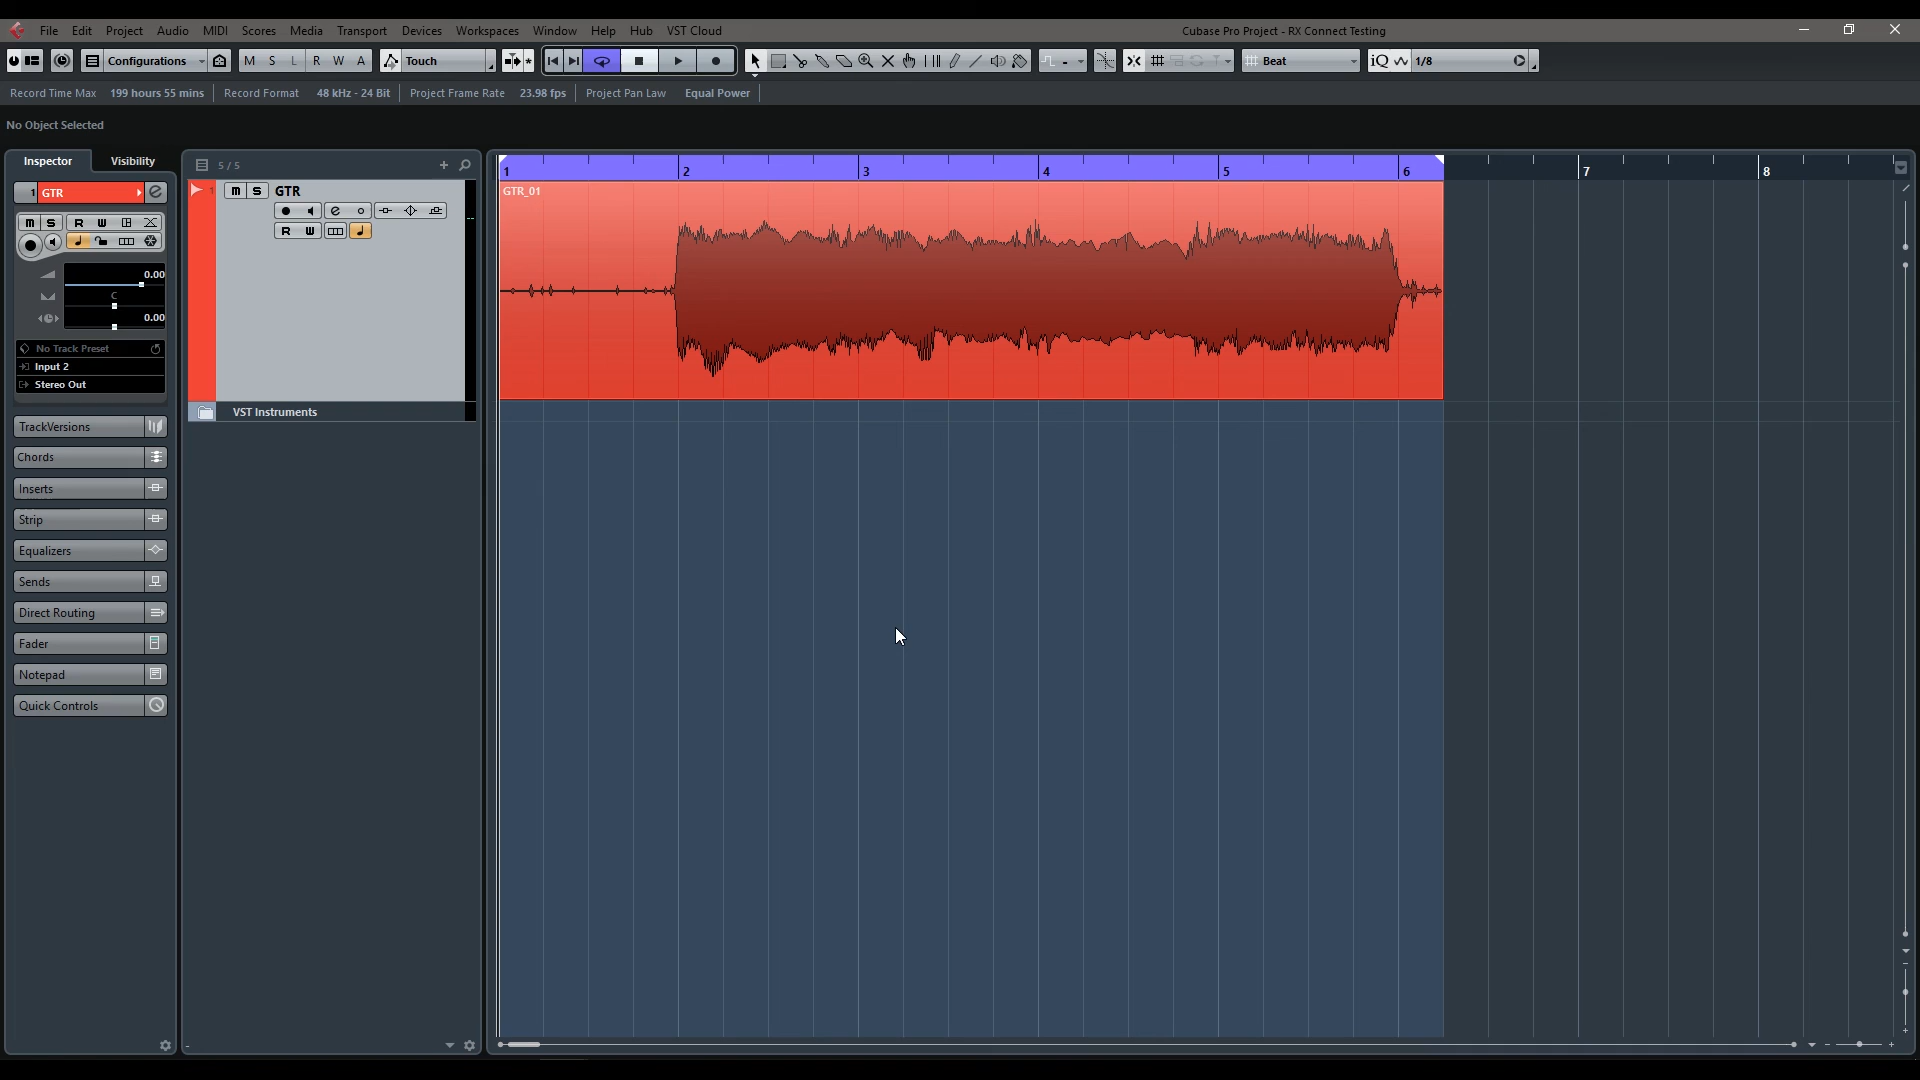 File Edit Project Audio MIDI Scores Media Transport Devices Workspaces Window Help Hub VST Cloud Cubase Pro Project - RX Connect Testing
Configurations M S L R W A Touch - Beat iQ 1/8
Record Time Max 199 hours 55 mins Record Format 48 kHz - 24 Bit Project Frame Rate 23.98 fps Project Pan Law Equal Power
No Object Selected
Inspector Visibility 5 / 5
1 2 3 4 5 6 7 8
1 GTR 1 m S GTR GTR_01
m S R W
R W
0.00
C
0.00
No Track Preset
Input 2
Stereo Out
VST Instruments
TrackVersions
Chords
Inserts
Strip
Equalizers
Sends
Direct Routing
Fader
Notepad
Quick Controls